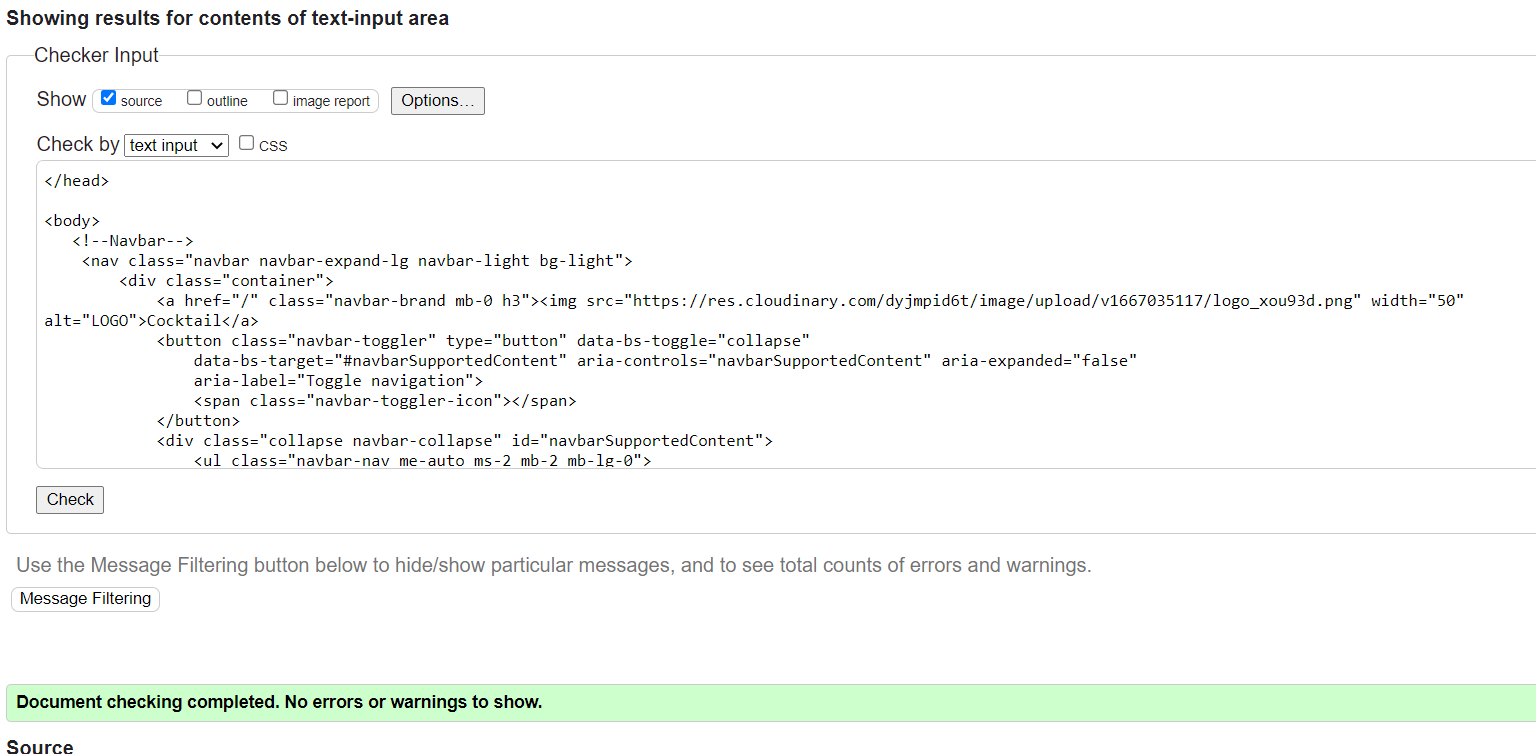 Showing results for contents of text-input area
Checker Input
Show source outline image report Options...
Check by text input CSS
</head>
<body>
<!--Navbar-->
<nav class="navbar navbar-expand-lg navbar-light bg-light">
<div class="container">
<a href="/" class="navbar-brand mb-0 h3"><img src="https://res.cloudinary.com/dyjmpid6t/image/upload/v1667035117/logo_xou93d.png" width="50"
alt="LOGO">Cocktail</a>
<button class="navbar-toggler" type="button" data-bs-toggle="collapse"
data-bs-target="#navbarSupportedContent" aria-controls="navbarSupportedContent" aria-expanded="false"
aria-label="Toggle navigation">
<span class="navbar-toggler-icon"></span>
</button>
<div class="collapse navbar-collapse" id="navbarSupportedContent">
<ul class="navbar-nav me-auto ms-2 mb-2 mb-lg-0">
Check
Use the Message Filtering button below to hide/show particular messages, and to see total counts of errors and warnings.
Message Filtering
Document checking completed. No errors or warnings to show.
Source